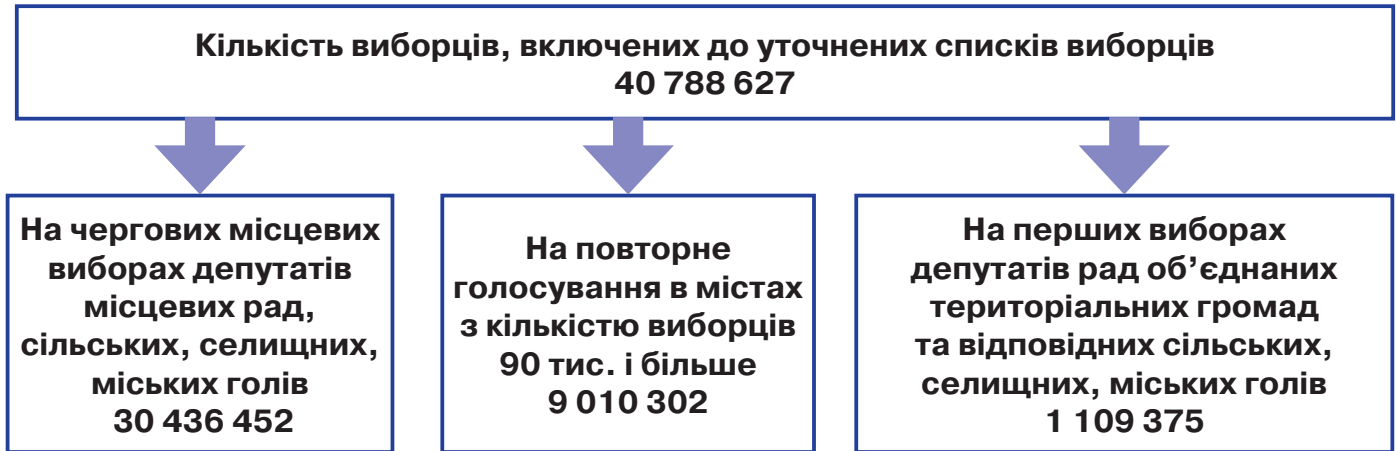 Кількість виборців, включених до уточнених списків виборців
40 788 627
На чергових місцевих
виборах депутатів
місцевих рад,
сільських, селищних,
міських голів
30 436 452
На повторне
голосування в містах
з кількістю виборців
90 тис. і більше
9 010 302
На перших виборах
депутатів рад об’єднаних
територіальних громад
та відповідних сільських,
селищних, міських голів
1 109 375